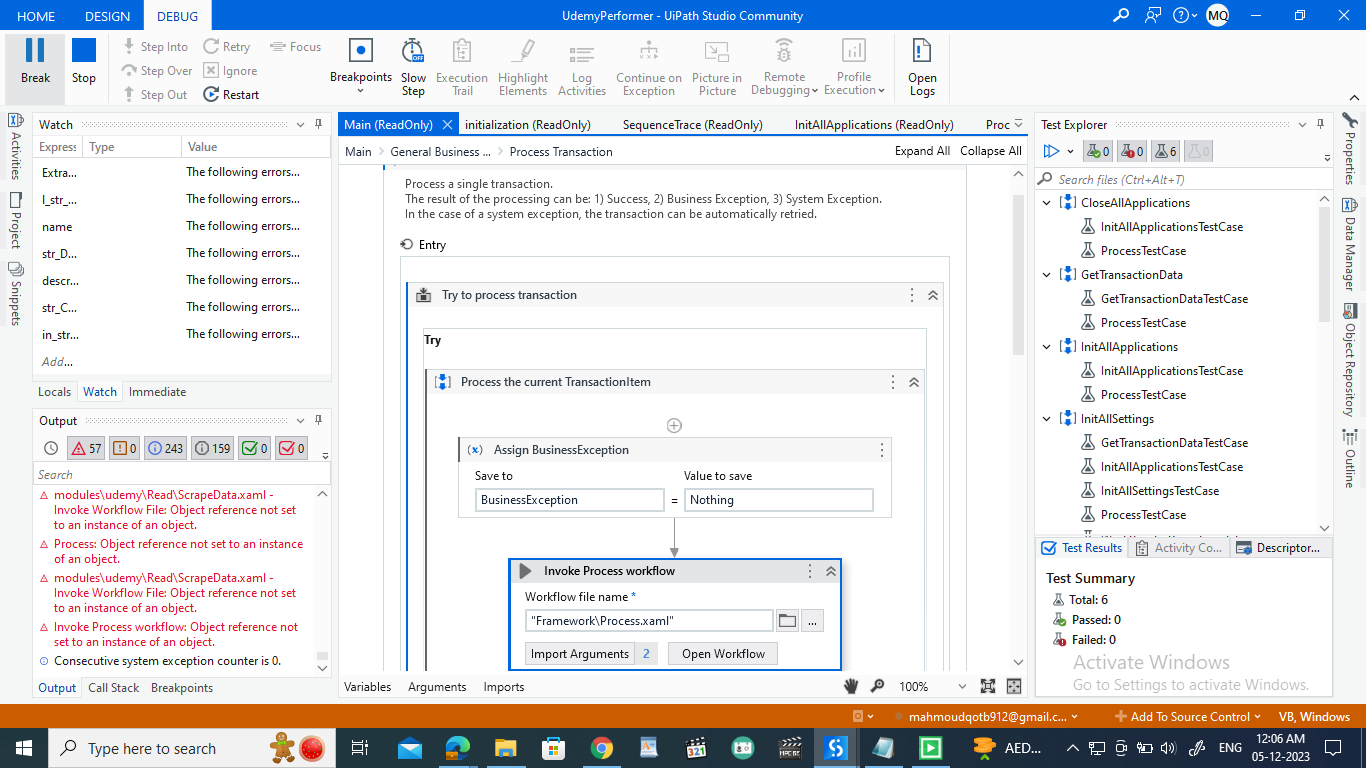 HOME DESIGN DEBUG UdemyPerformer - UiPath Studio Community MQ
Break Stop
Step Into Retry Focus
Step Over Ignore
Step Out Restart
Breakpoints Slow Step Execution Trail Highlight Elements Log Activities Continue on Exception Picture in Picture Remote Debugging Profile Execution Open Logs
Activities
Project
Snippets
Watch
Express Type Value
Extra... The following errors...
l_str_... The following errors...
name The following errors...
str_D... The following errors...
descr... The following errors...
str_C... The following errors...
in_str... The following errors...
Add...
Locals Watch Immediate
Output
57 0 243 159 0 0
Search
modules\udemy\Read\ScrapeData.xaml -
Invoke Workflow File: Object reference not set
to an instance of an object.
Process: Object reference not set to an instance
of an object.
modules\udemy\Read\ScrapeData.xaml -
Invoke Workflow File: Object reference not set
to an instance of an object.
Invoke Process workflow: Object reference not
set to an instance of an object.
Consecutive system exception counter is 0.
Output Call Stack Breakpoints
Main (ReadOnly) initialization (ReadOnly) SequenceTrace (ReadOnly) InitAllApplications (ReadOnly) Proc
Main General Business ... Process Transaction Expand All Collapse All
Process a single transaction.
The result of the processing can be: 1) Success, 2) Business Exception, 3) System Exception.
In the case of a system exception, the transaction can be automatically retried.
Entry
Try to process transaction
Try
Process the current TransactionItem
(x) Assign BusinessException
Save to Value to save
BusinessException = Nothing
Invoke Process workflow
Workflow file name *
"Framework\Process.xaml" ...
Import Arguments 2 Open Workflow
Variables Arguments Imports 100%
Test Explorer
0 0 6 0
Search files (Ctrl+Alt+T)
CloseAllApplications
InitAllApplicationsTestCase
ProcessTestCase
GetTransactionData
GetTransactionDataTestCase
ProcessTestCase
InitAllApplications
InitAllApplicationsTestCase
ProcessTestCase
InitAllSettings
GetTransactionDataTestCase
InitAllApplicationsTestCase
InitAllSettingsTestCase
ProcessTestCase
Test Results Activity Co... Descriptor...
Test Summary
Total: 6
Passed: 0
Failed: 0
Activate Windows
Go to Settings to activate Windows.
Properties
Data Manager
Object Repository
Outline
mahmoudqotb912@gmail.c... Add To Source Control VB, Windows
Type here to search 321 AED... ENG 12:06 AM
05-12-2023